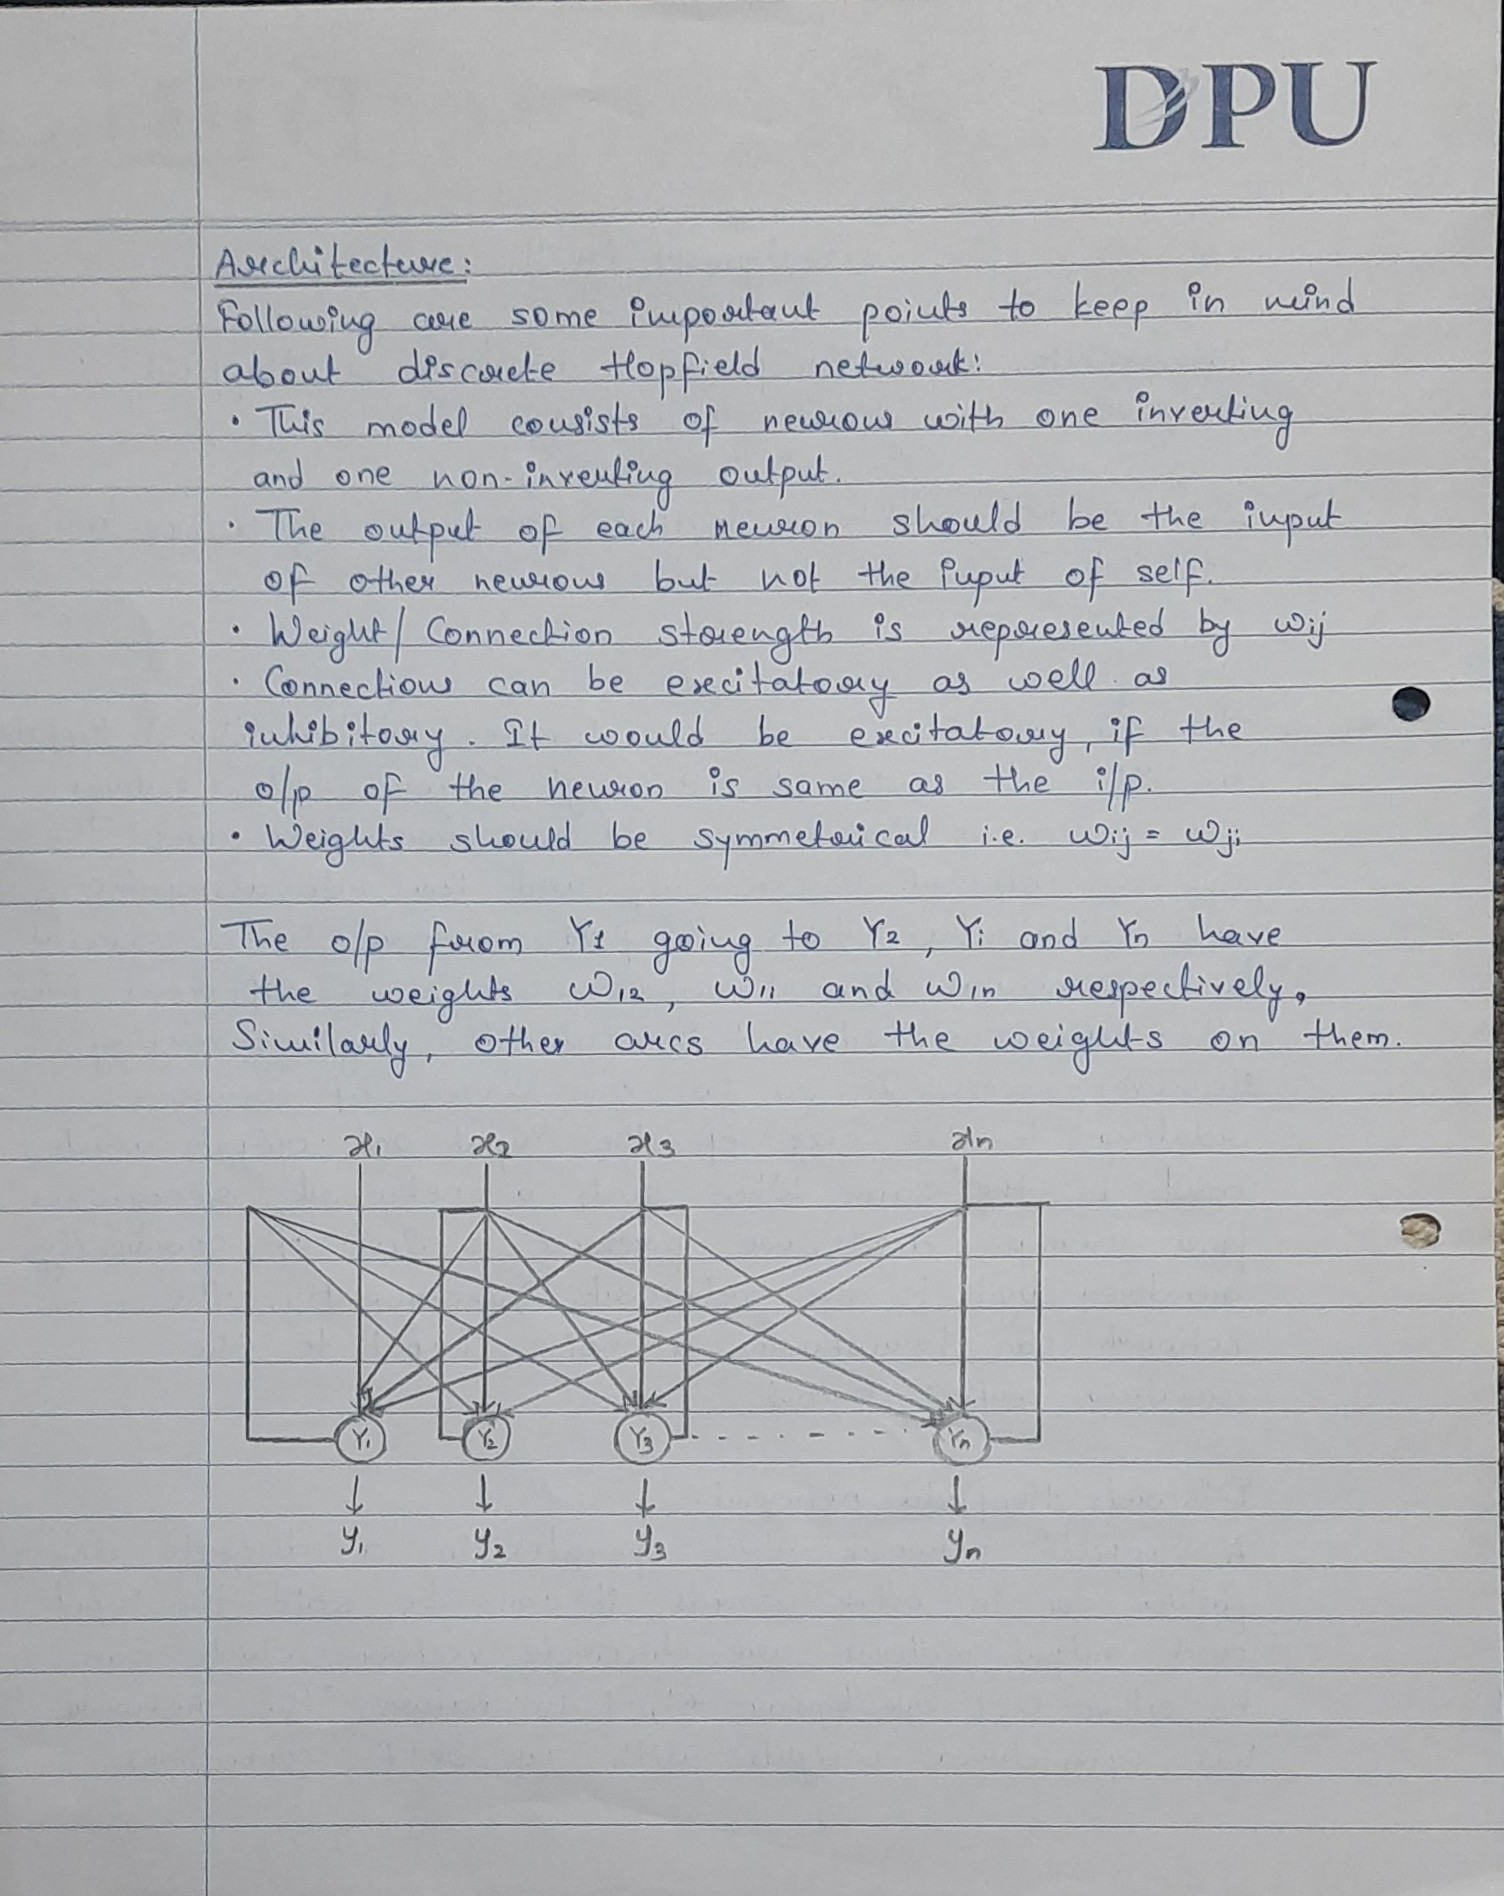 DPU
Architecture:
Following are some important points to keep in mind
about discrete Hopfield network:
• This model consists of neurons with one inverting
and one non-inverting output.
• The output of each neuron should be the input
of other neurons but not the input of self.
• Weight/Connection strength is represented by wij
• Connections can be excitatory as well as
inhibitory. It would be excitatory, if the
o/p of the neuron is same as the i/p.
• Weights should be symmetrical i.e. wij = wji
The o/p from Y1 going to Y2, Yi and Yn have
the weights w12, w1i and w1n respectively.
Similarly, other arcs have the weights on them.
x1 x2 x3 xn
Y1 Y2 Y3 Yn
y1 y2 y3 yn